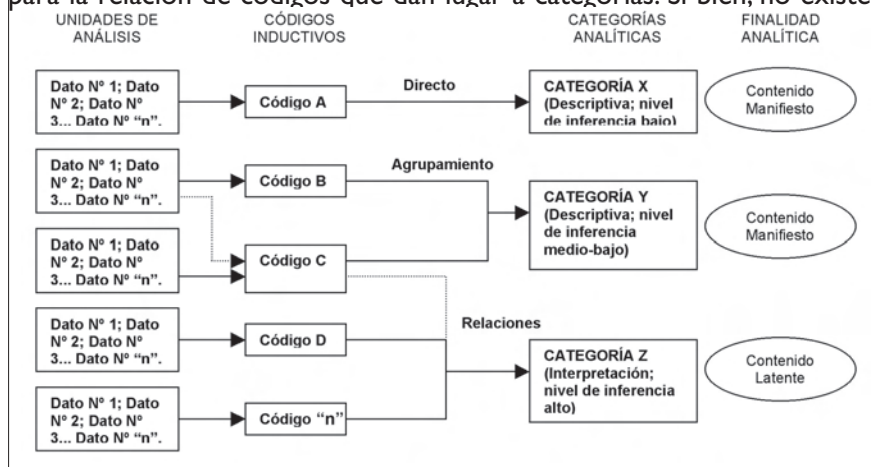 para la relación de códigos que dan lugar a categorías. Si bien, no existe
UNIDADES DE
ANÁLISIS
CÓDIGOS
INDUCTIVOS
CATEGORÍAS
ANALÍTICAS
FINALIDAD
ANALÍTICA
Dato Nº 1; Dato
Nº 2; Dato Nº
3... Dato Nº “n”.
Código A
Directo
CATEGORÍA X
(Descriptiva; nivel
de inferencia bajo)
Contenido
Manifiesto
Dato Nº 1; Dato
Nº 2; Dato Nº
3... Dato Nº “n”.
Código B
Agrupamiento
CATEGORÍA Y
(Descriptiva; nivel
de inferencia
medio-bajo)
Contenido
Manifiesto
Dato Nº 1; Dato
Nº 2; Dato Nº
3... Dato Nº “n”.
Código C
Dato Nº 1; Dato
Nº 2; Dato Nº
3... Dato Nº “n”.
Código D
Relaciones
CATEGORÍA Z
(Interpretación;
nivel de inferencia
alto)
Contenido
Latente
Dato Nº 1; Dato
Nº 2; Dato Nº
3... Dato Nº “n”.
Código “n”